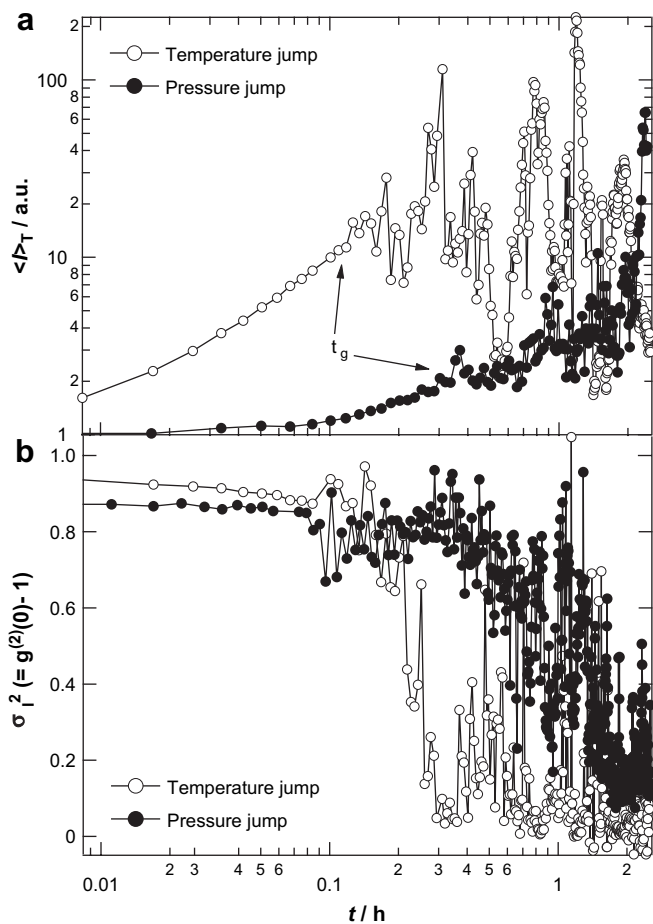 a
Temperature jump
Pressure jump
<I>T / a.u.
2
100
8
6
4
2
10
8
6
4
2
1
tg
b
σI² (= g(2)(0)- 1)
1.0
0.8
0.6
0.4
0.2
0
Temperature jump
Pressure jump
0.01 2 3 4 5 6 0.1 2 3 4 5 6 1 2
t / h